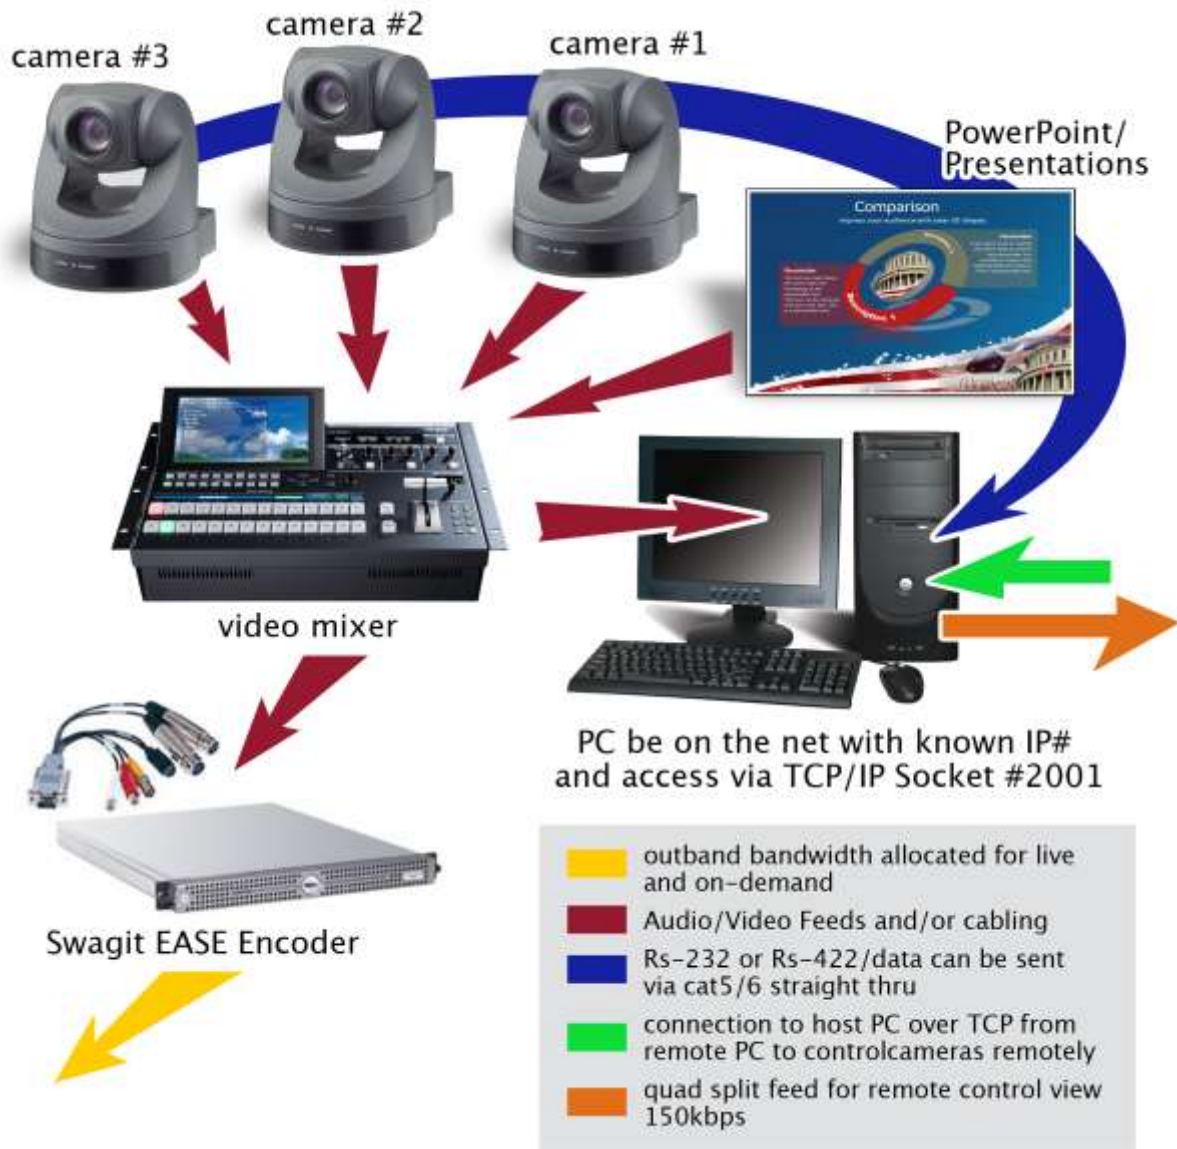 camera #3
camera #2
camera #1
PowerPoint/
Presentations
Comparison
video mixer
PC be on the net with known IP#
and access via TCP/IP Socket #2001
Swagit EASE Encoder
outband bandwidth allocated for live
and on-demand
Audio/Video Feeds and/or cabling
Rs-232 or Rs-422/data can be sent
via cat5/6 straight thru
connection to host PC over TCP from
remote PC to controlcameras remotely
quad split feed for remote control view
150kbps